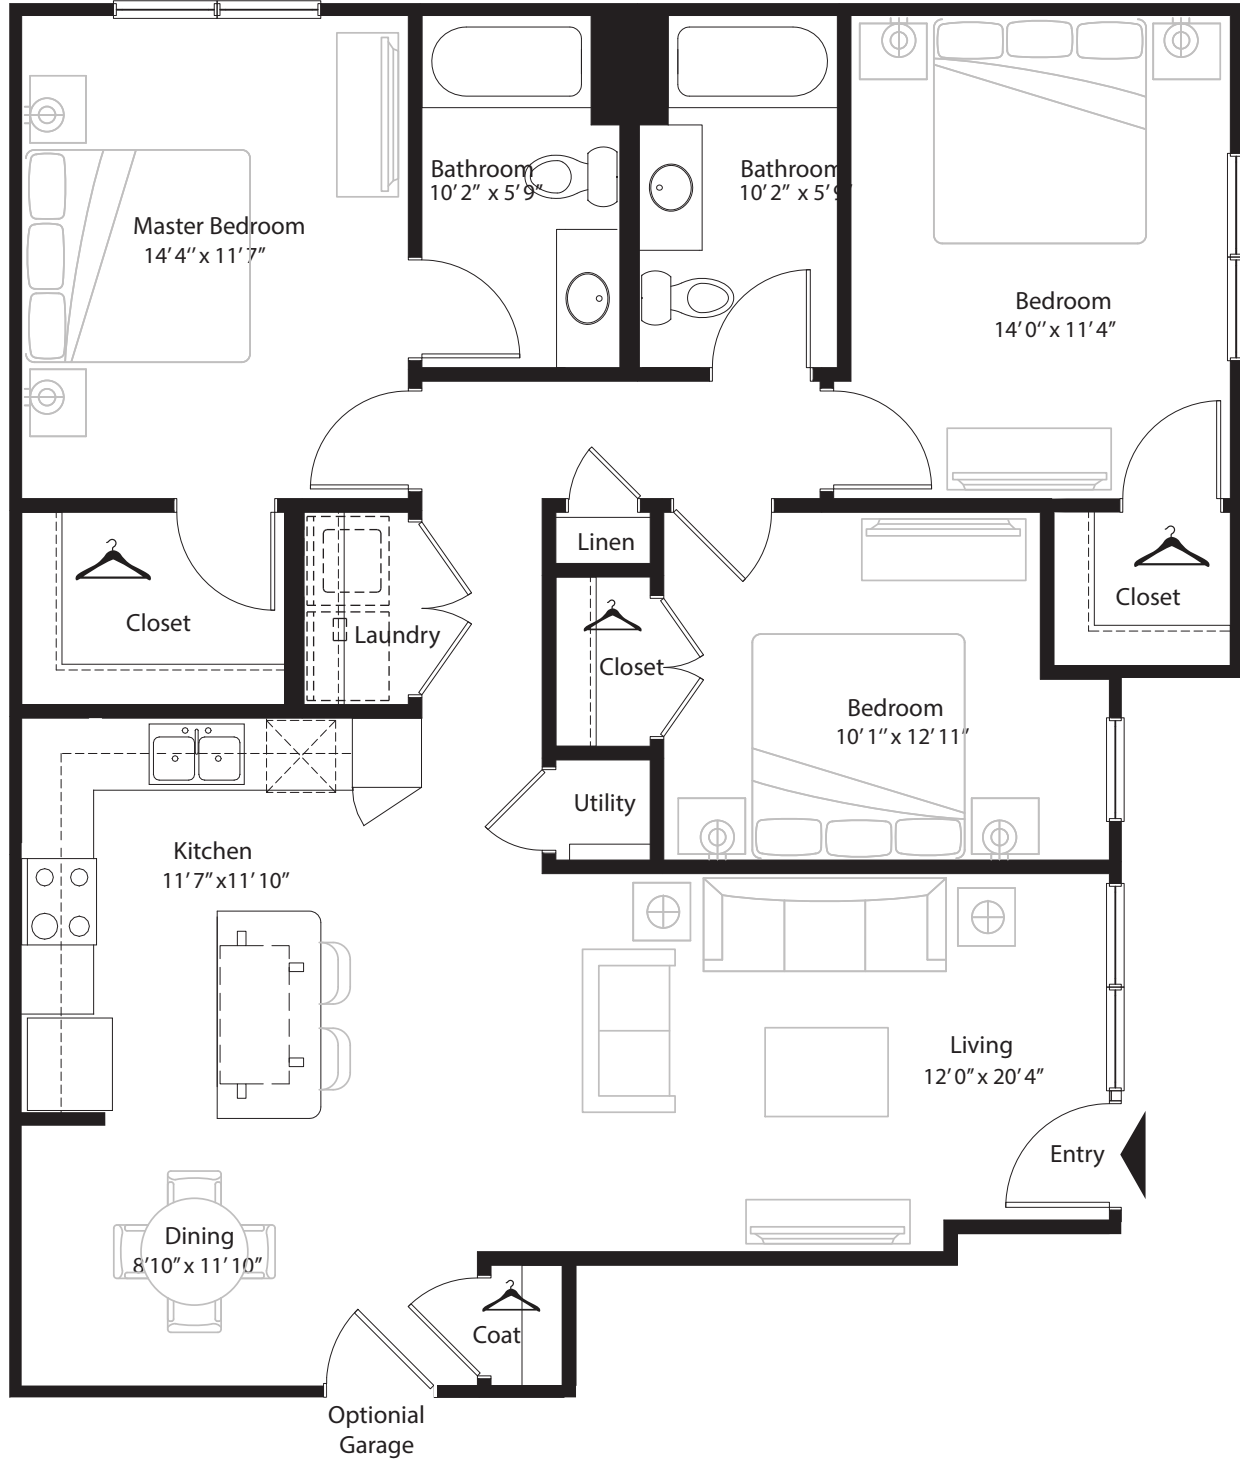 Bathroom
10' 2" x 5' 9"
Bathroom
10' 2" x 5' 9"
Master Bedroom
14' 4" x 11' 7"
Bedroom
14' 0" x 11' 4"
Linen
Closet
Closet
Laundry
Closet
Bedroom
10' 1" x 12' 11"
Utility
Kitchen
11' 7" x11' 10"
Living
12' 0" x 20' 4"
Entry
Dining
8'10" x 11' 10"
Coat
Optionial
Garage